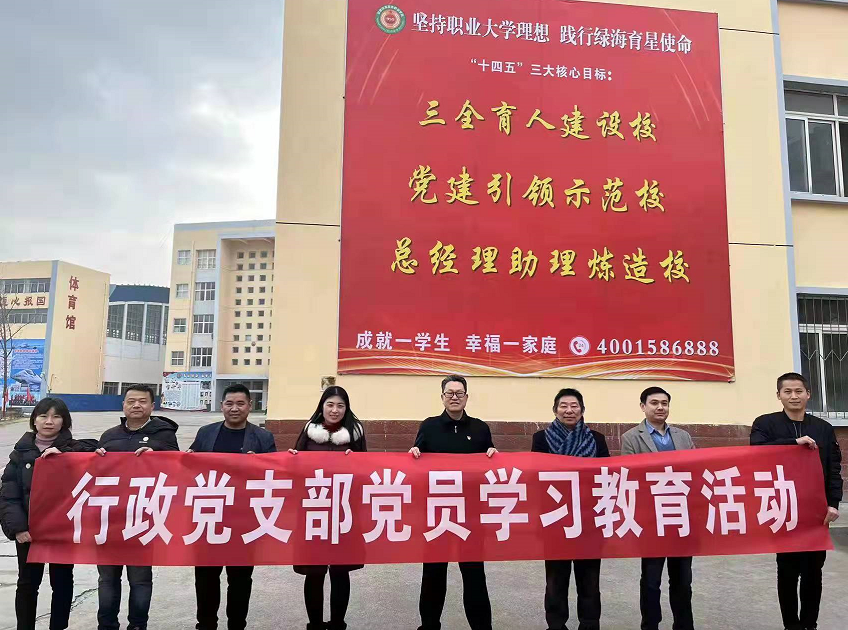 坚持职业大学理想 践行绿海育星使命
“十四五”三大核心目标：
三全育人建设校
党建引领示范校
总经理助理炼造校
成就一学生 幸福一家庭 4001586888
体育馆
报国
行政党支部党员学习教育活动